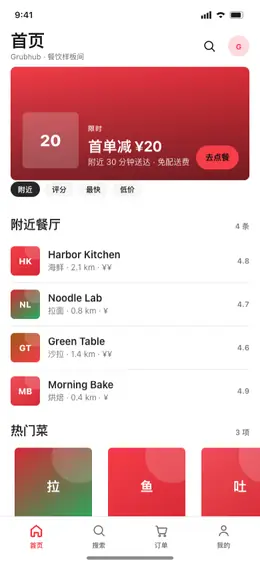 9:41
首页
Grubhub · 餐饮样板间
G
20
限时
首单减 ¥20
附近 30 分钟送达 · 免配送费
去点餐
附近
评分
最快
低价
附近餐厅
4 条
HK
Harbor Kitchen
海鲜 · 2.1 km · ¥¥
4.8
NL
Noodle Lab
拉面 · 0.8 km · ¥
4.7
GT
Green Table
沙拉 · 1.4 km · ¥¥
4.6
MB
Morning Bake
烘焙 · 0.4 km · ¥
4.9
热门菜
3 项
拉
鱼
吐
首页
搜索
订单
我的